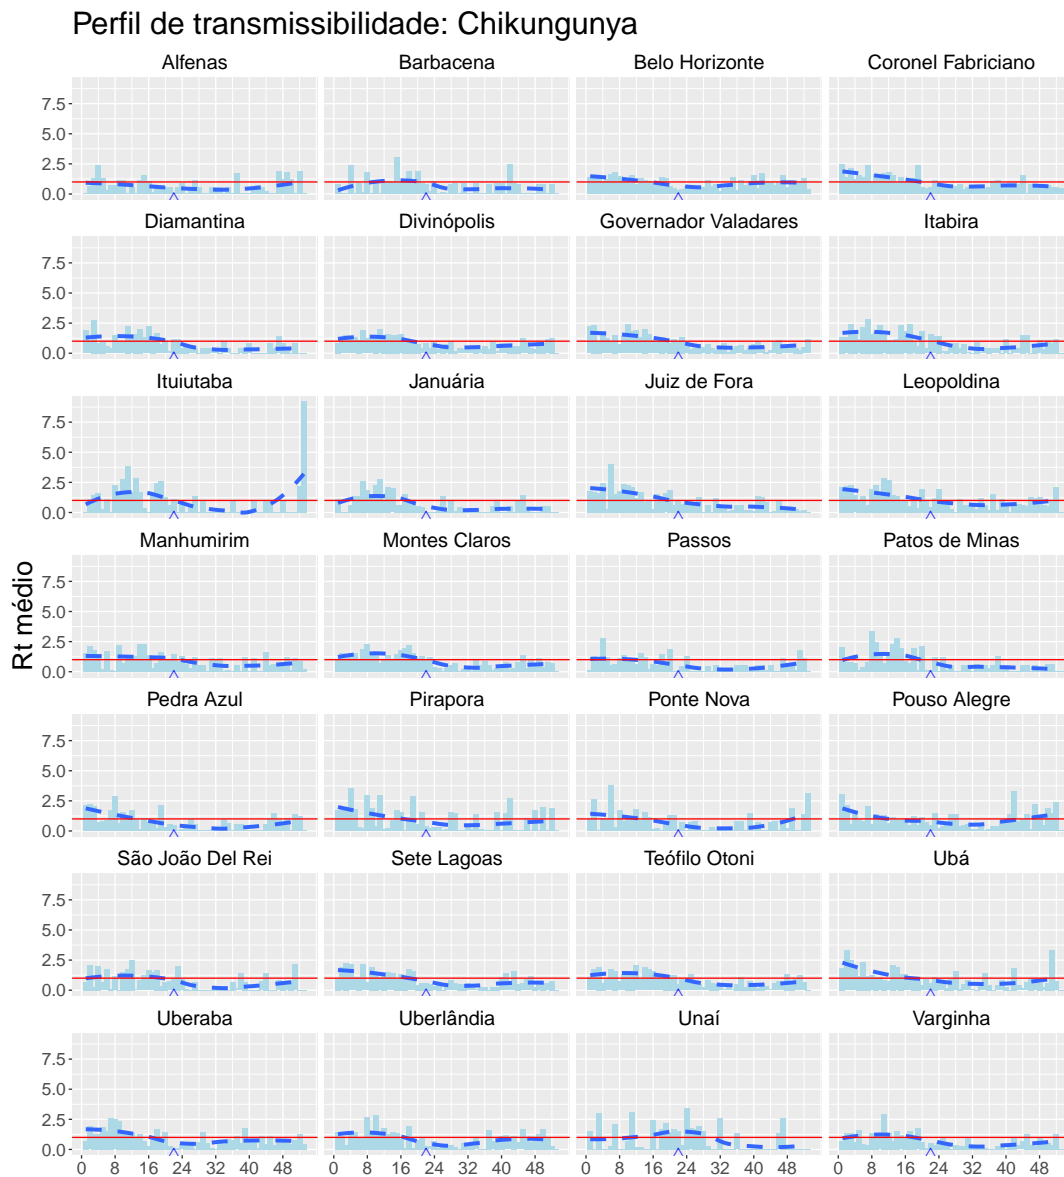 Perfil de transmissibilidade: Chikungunya
Alfenas Barbacena Belo Horizonte Coronel Fabriciano
7.5
5.0
2.5
0.0
Diamantina Divinópolis Governador Valadares Itabira
7.5
5.0
2.5
0.0
Ituiutaba Januária Juiz de Fora Leopoldina
7.5
5.0
2.5
0.0
Manhumirim Montes Claros Passos Patos de Minas
7.5
5.0
2.5
0.0
Rt médio
Pedra Azul Pirapora Ponte Nova Pouso Alegre
7.5
5.0
2.5
0.0
São João Del Rei Sete Lagoas Teófilo Otoni Ubá
7.5
5.0
2.5
0.0
Uberaba Uberlândia Unaí Varginha
7.5
5.0
2.5
0.0
0 8 16 24 32 40 48 0 8 16 24 32 40 48 0 8 16 24 32 40 48 0 8 16 24 32 40 48